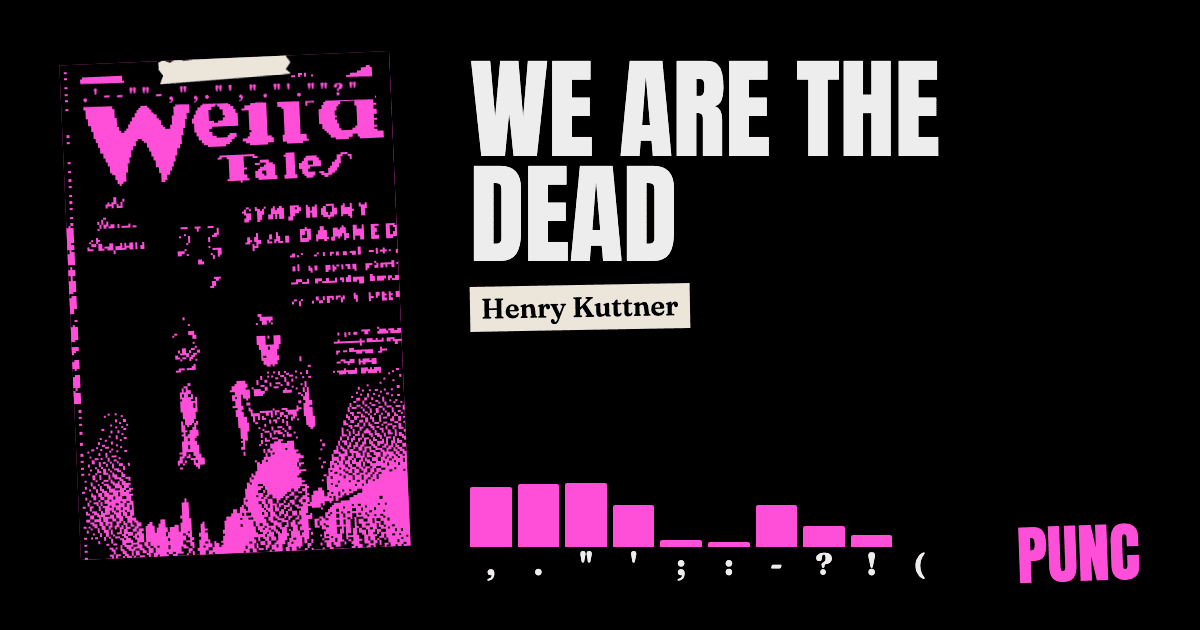 Weird
Tales
SYMPHONY
DAMNED
WE ARE THE
DEAD
Henry Kuttner
, . " ' ; : - ? ! (
PUNC